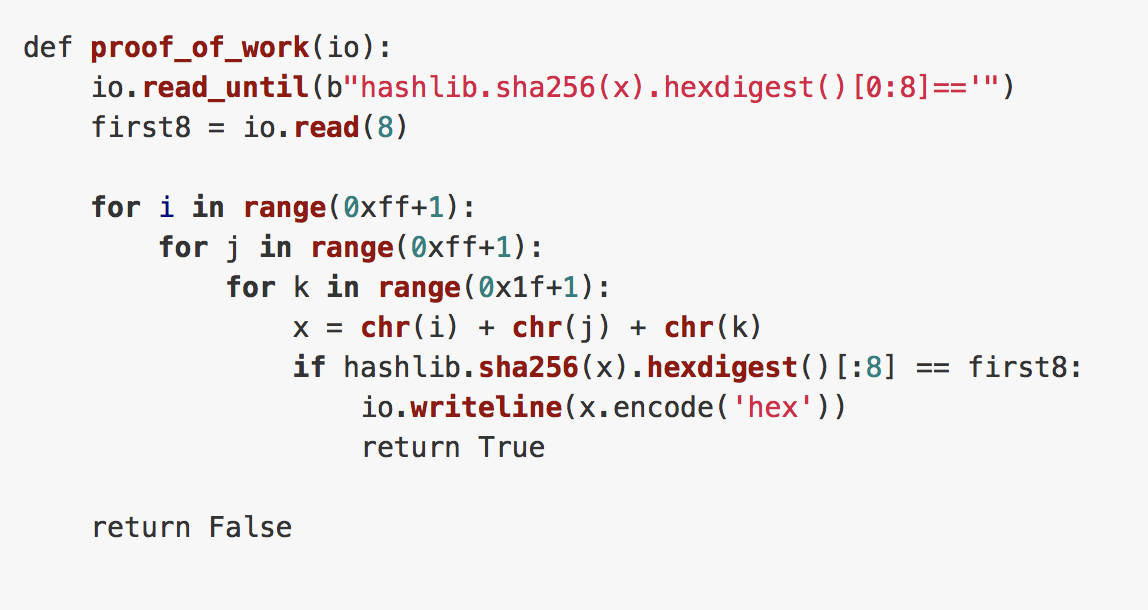 def proof_of_work(io):
    io.read_until(b"hashlib.sha256(x).hexdigest()[0:8]=='")
    first8 = io.read(8)

    for i in range(0xff+1):
        for j in range(0xff+1):
            for k in range(0x1f+1):
                x = chr(i) + chr(j) + chr(k)
                if hashlib.sha256(x).hexdigest()[:8] == first8:
                    io.writeline(x.encode('hex'))
                    return True

    return False